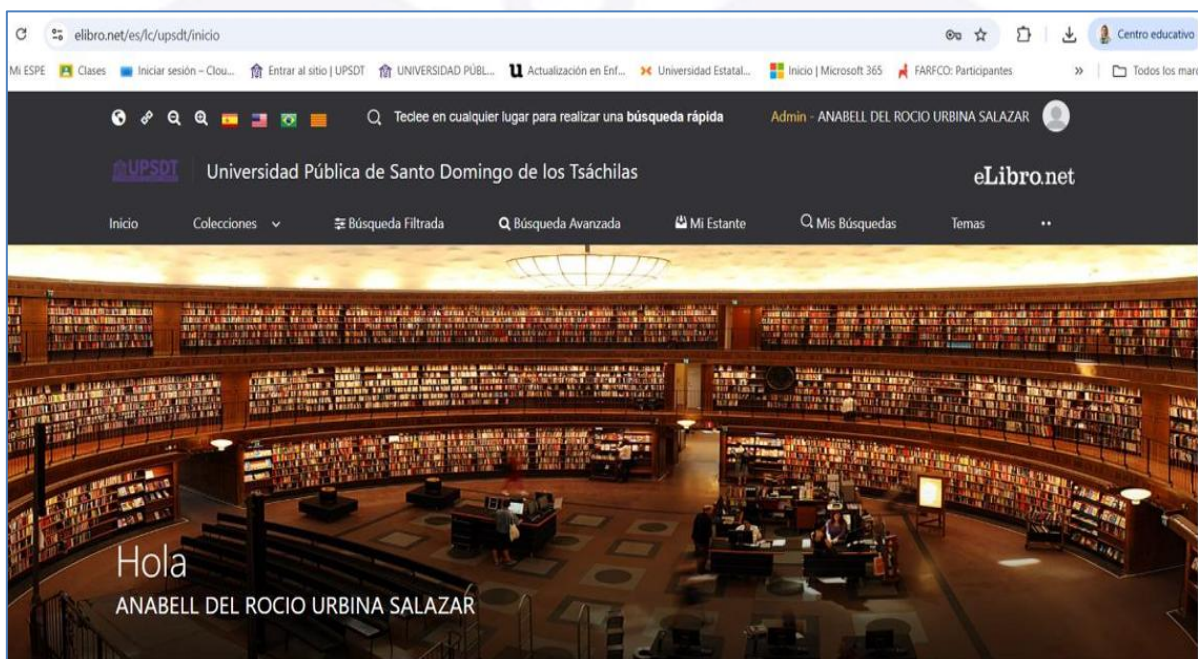 elibro.net/es/lc/upsdt/inicio Centro educativo
Mi ESPE Clases Iniciar sesión – Clou... Entrar al sitio | UPSDT UNIVERSIDAD PÚBL... Actualización en Enf... Universidad Estatal... Inicio | Microsoft 365 FARFCO: Participantes » Todos los marc
Teclee en cualquier lugar para realizar una búsqueda rápida Admin - ANABELL DEL ROCIO URBINA SALAZAR
UPSDT Universidad Pública de Santo Domingo de los Tsáchilas eLibro.net
Inicio Colecciones Búsqueda Filtrada Búsqueda Avanzada Mi Estante Mis Búsquedas Temas
Hola
ANABELL DEL ROCIO URBINA SALAZAR